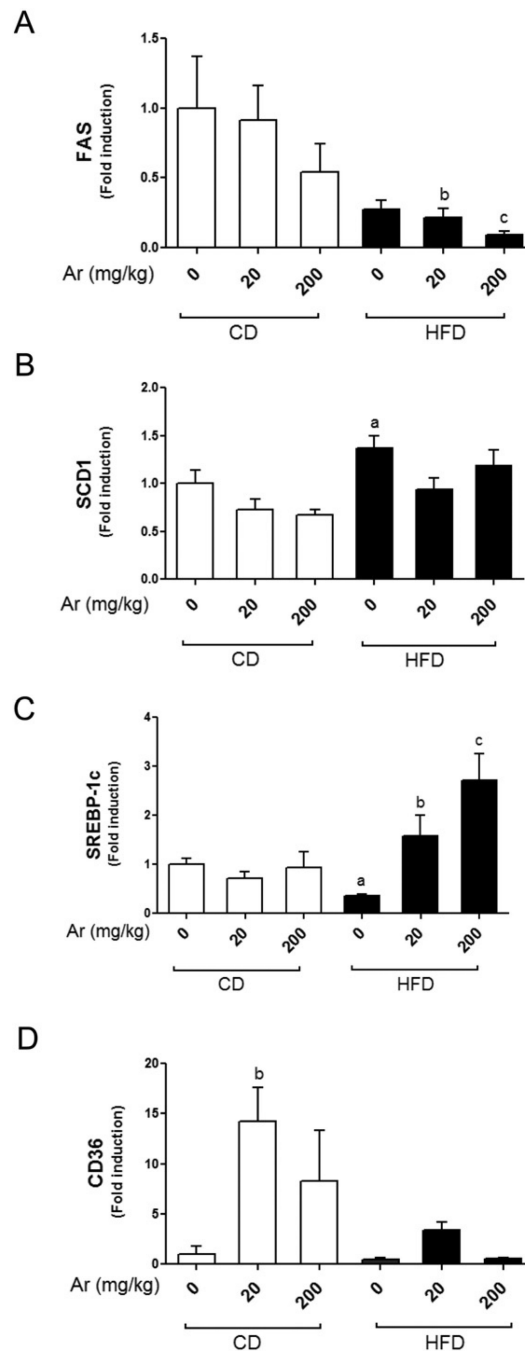 A
FAS
(Fold induction)
1.5
1.0
0.5
0.0
b
c
Ar (mg/kg)
0 20 200 0 20 200
CD HFD
B
SCD1
(Fold induction)
2.0
1.5
1.0
0.5
0.0
a
Ar (mg/kg)
0 20 200 0 20 200
CD HFD
C
SREBP-1c
(Fold induction)
4
3
2
1
0
a
b
c
Ar (mg/kg)
0 20 200 0 20 200
CD HFD
D
CD36
(Fold induction)
20
15
10
5
0
b
Ar (mg/kg)
0 20 200 0 20 200
CD HFD